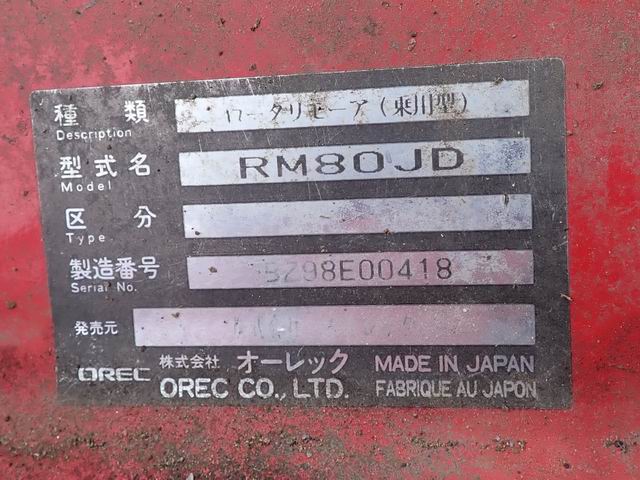 種類 ロータリモーア(乗用型)
Description
型式名 RM80JD
Model
区分
Type
製造番号 BZ98E00418
Serial No.
発売元
OREC 株式会社 オーレック MADE IN JAPAN
OREC CO., LTD. FABRIQUE AU JAPON